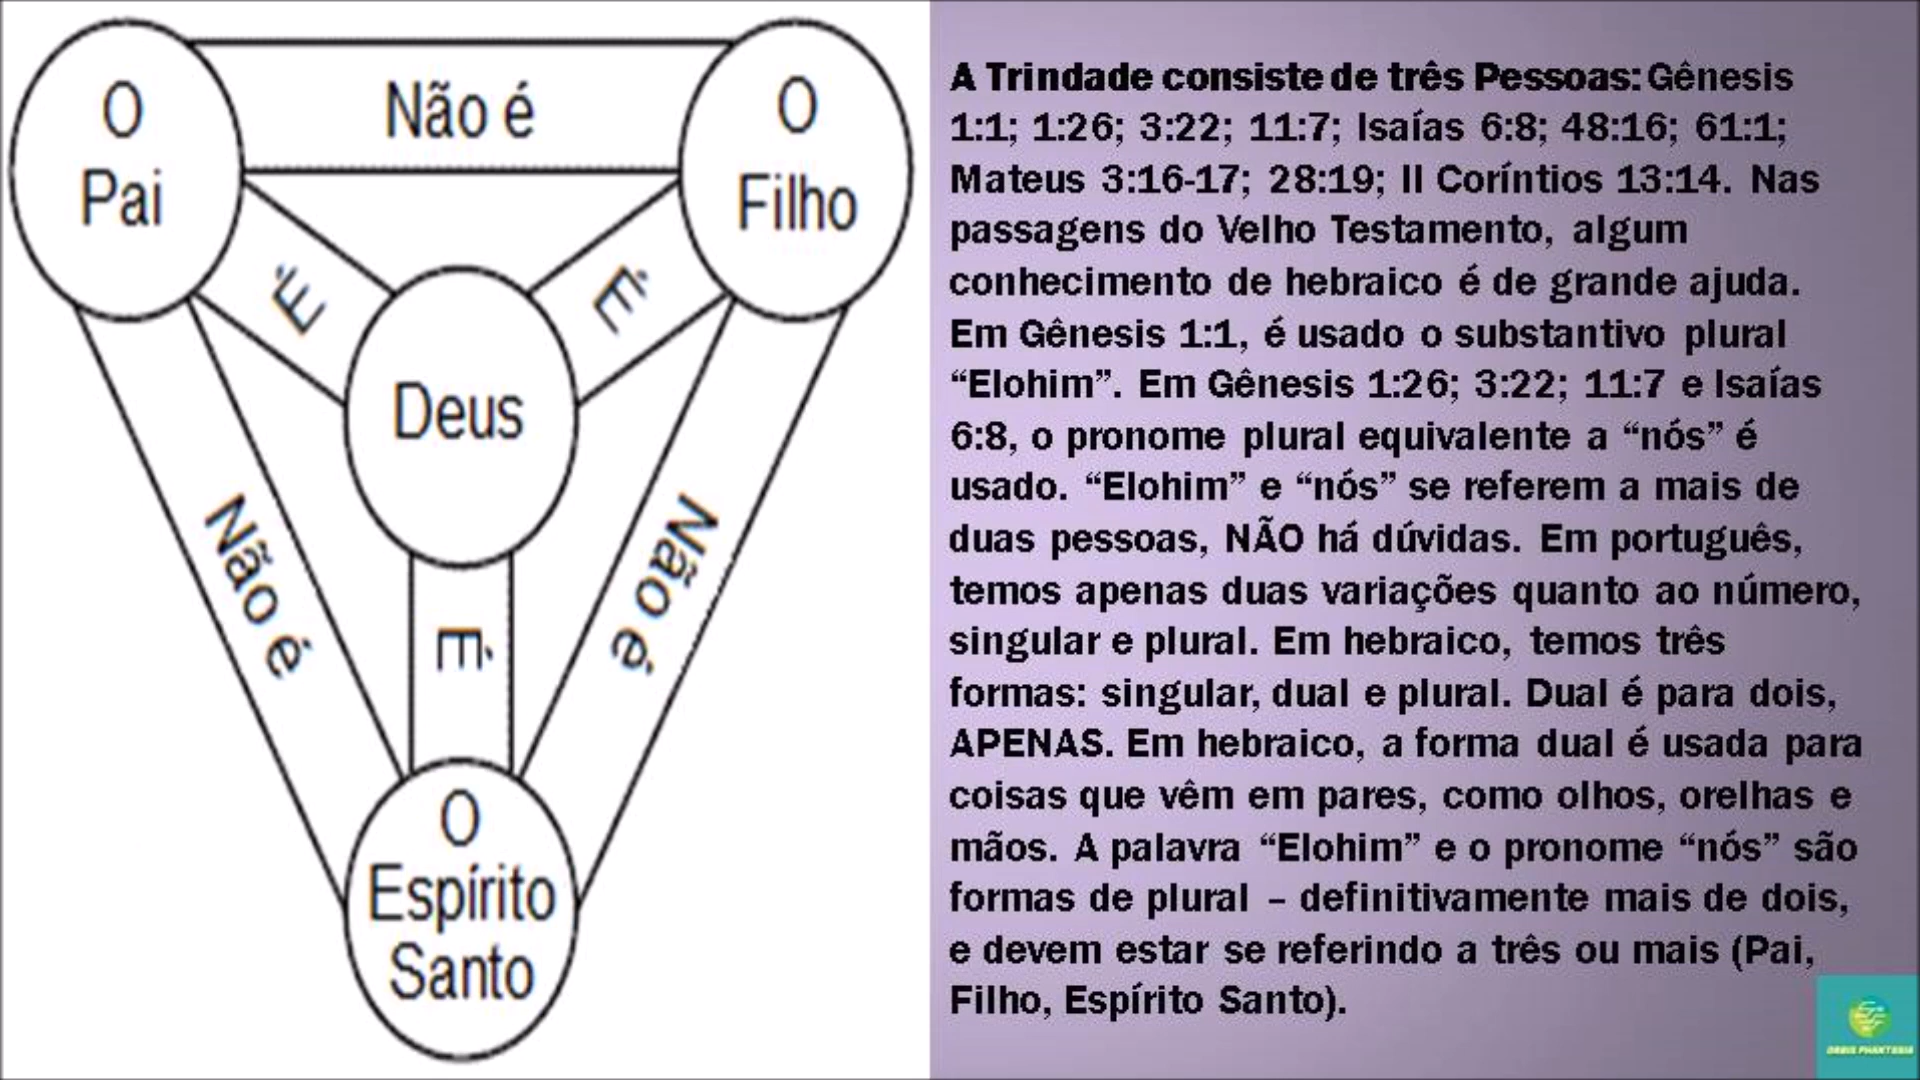 O
Pai
Não é
O
Filho
É
É
Deus
Não é
Não é
É
O
Espírito
Santo
A Trindade consiste de três Pessoas: Gênesis
1:1; 1:26; 3:22; 11:7; Isaías 6:8; 48:16; 61:1;
Mateus 3:16-17; 28:19; II Coríntios 13:14. Nas
passagens do Velho Testamento, algum
conhecimento de hebraico é de grande ajuda.
Em Gênesis 1:1, é usado o substantivo plural
“Elohim”. Em Gênesis 1:26; 3:22; 11:7 e Isaías
6:8, o pronome plural equivalente a “nós” é
usado. “Elohim” e “nós” se referem a mais de
duas pessoas, NÃO há dúvidas. Em português,
temos apenas duas variações quanto ao número,
singular e plural. Em hebraico, temos três
formas: singular, dual e plural. Dual é para dois,
APENAS. Em hebraico, a forma dual é usada para
coisas que vêm em pares, como olhos, orelhas e
mãos. A palavra “Elohim” e o pronome “nós” são
formas de plural – definitivamente mais de dois,
e devem estar se referindo a três ou mais (Pai,
Filho, Espírito Santo).
ORBIS PHANTASIA